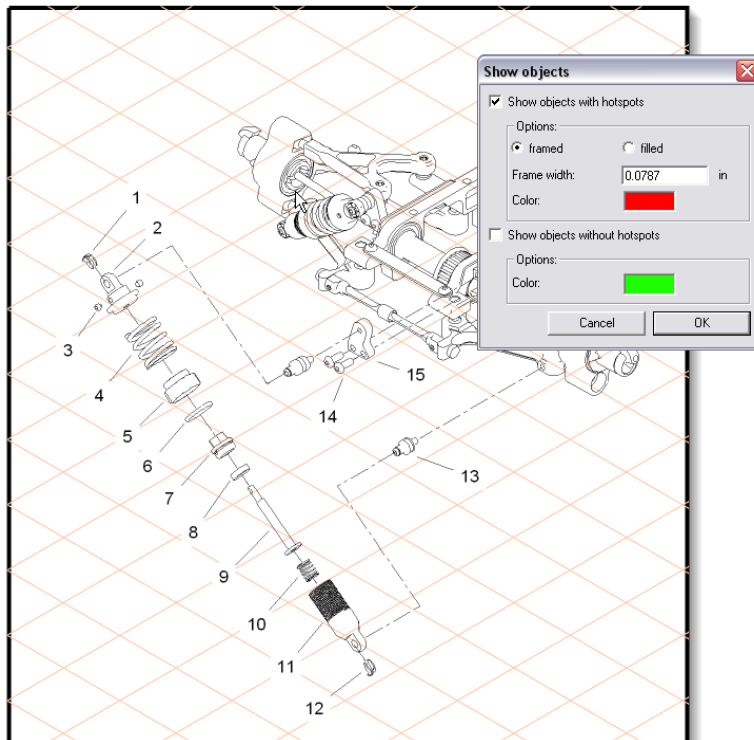 Show objects
Show objects with hotspots
Options:
framed
filled
Frame width:
0.0787
in
Color:
Show objects without hotspots
Options:
Color:
Cancel
OK
1
2
3
4
5
6
7
8
9
10
11
12
13
14
15